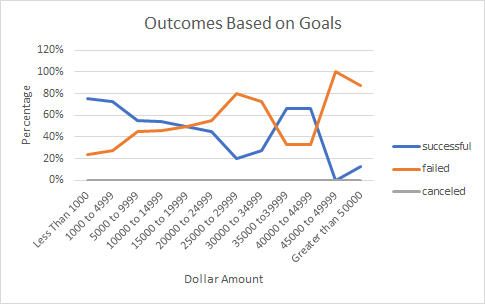 Outcomes Based on Goals
120%
100%
80%
60%
40%
20%
0%
Percentage
Less Than 1000
1000 to 4999
5000 to 9999
10000 to 14999
15000 to 19999
20000 to 24999
25000 to 29999
30000 to 34999
35000 to39999
40000 to 44999
45000 to 49999
Greater than 50000
Dollar Amount
successful
failed
canceled